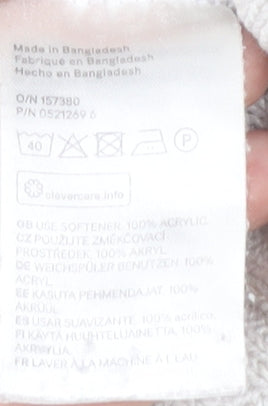 Made in Bangladesh
Fabriqué en Bangladesh
Hecho en Bangladesh
O/N 157380
P/N 0521269 6
40
P
clevercare.info
GB USE SOFTENER. 100% ACRYLIC.
CZ POUŽIJTE ZMĚKČOVACÍ
PROSTŘEDEK. 100% AKRYL.
DE WEICHSPÜLER BENUTZEN. 100%
ACRYL.
EE KASUTA PEHMENDAJAT. 100%
AKRÜÜL.
ES USAR SUAVIZANTE. 100% acrílico.
FI KÄYTÄ HUUHTELUAINETTA. 100%
AKRYYLIA.
FR LAVER À LA MACHINE À L'EAU